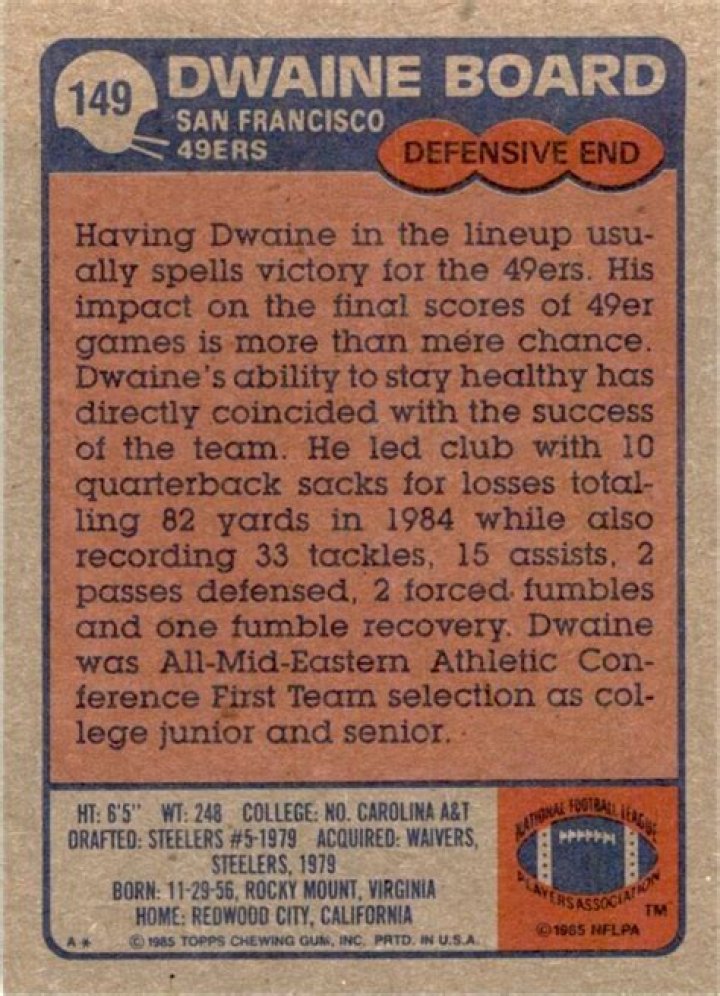 149
DWAINE BOARD
SAN FRANCISCO
49ERS
DEFENSIVE END
Having Dwaine in the lineup usu-
ally spells victory for the 49ers. His
impact on the final scores of 49er
games is more than mere chance.
Dwaine's ability to stay healthy has
directly coincided with the success
of the team. He led club with 10
quarterback sacks for losses total-
ling 82 yards in 1984 while also
recording 33 tackles, 15 assists, 2
passes defensed, 2 forced fumbles
and one fumble recovery. Dwaine
was All-Mid-Eastern Athletic Con-
ference First Team selection as col-
lege junior and senior.
HT: 6'5" WT: 248 COLLEGE: NO. CAROLINA A&T
DRAFTED: STEELERS #5-1979 ACQUIRED: WAIVERS,
STEELERS, 1979
BORN: 11-29-56, ROCKY MOUNT, VIRGINIA
HOME: REDWOOD CITY, CALIFORNIA
A* © 1985 TOPPS CHEWING GUM, INC. PRTD. IN U.S.A.
NATIONAL FOOTBALL LEAGUE
PLAYERS ASSOCIATION
TM
© 1985 NFLPA